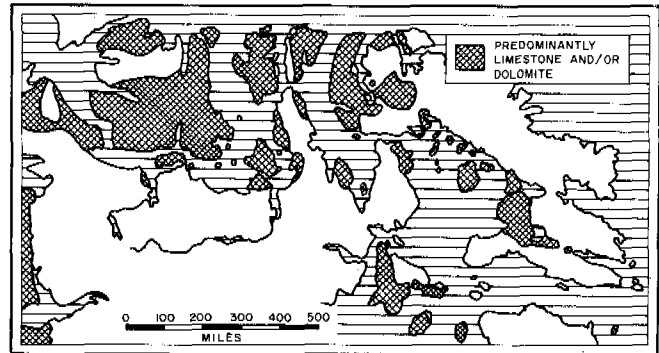 PREDOMINANTLY
LIMESTONE AND/OR
DOLOMITE
0 100 200 300 400 500
MILES